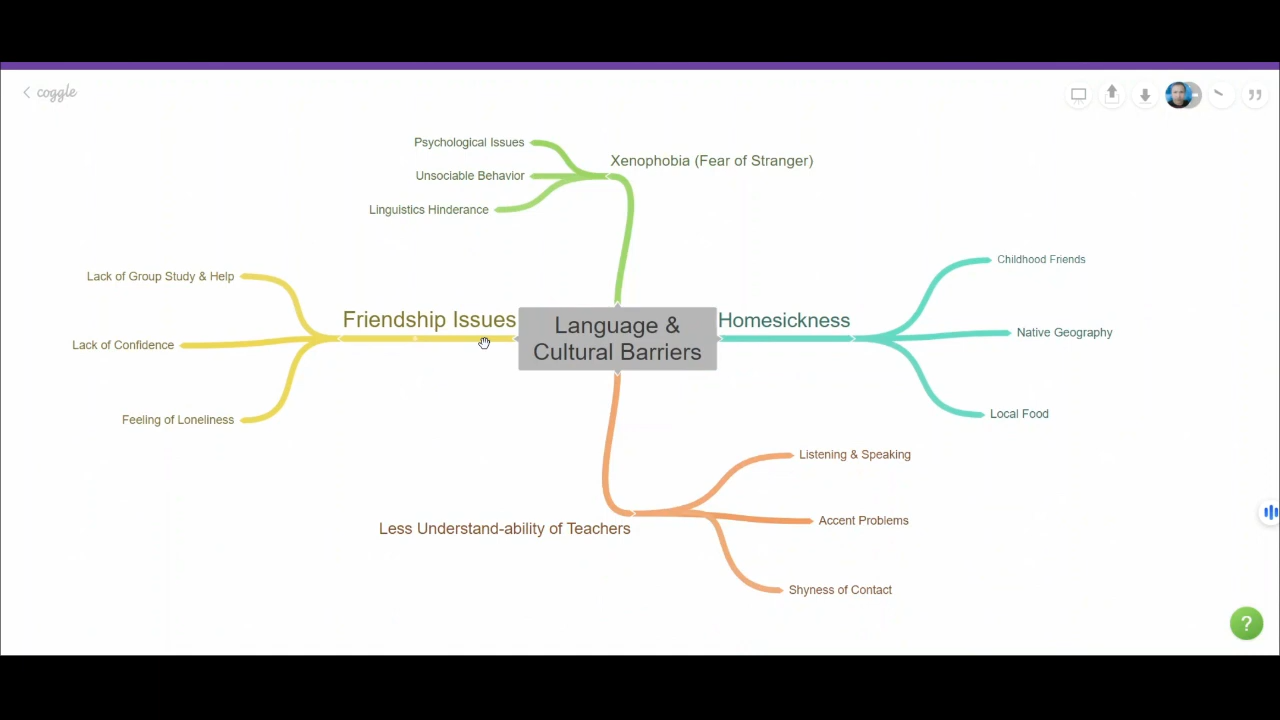 coggle
Psychological Issues
Xenophobia (Fear of Stranger)
Unsociable Behavior
Linguistics Hinderance
Childhood Friends
Lack of Group Study & Help
Friendship Issues
Language &
Cultural Barriers
Homesickness
Native Geography
Lack of Confidence
Local Food
Feeling of Loneliness
Listening & Speaking
Accent Problems
Less Understand-ability of Teachers
Shyness of Contact
?